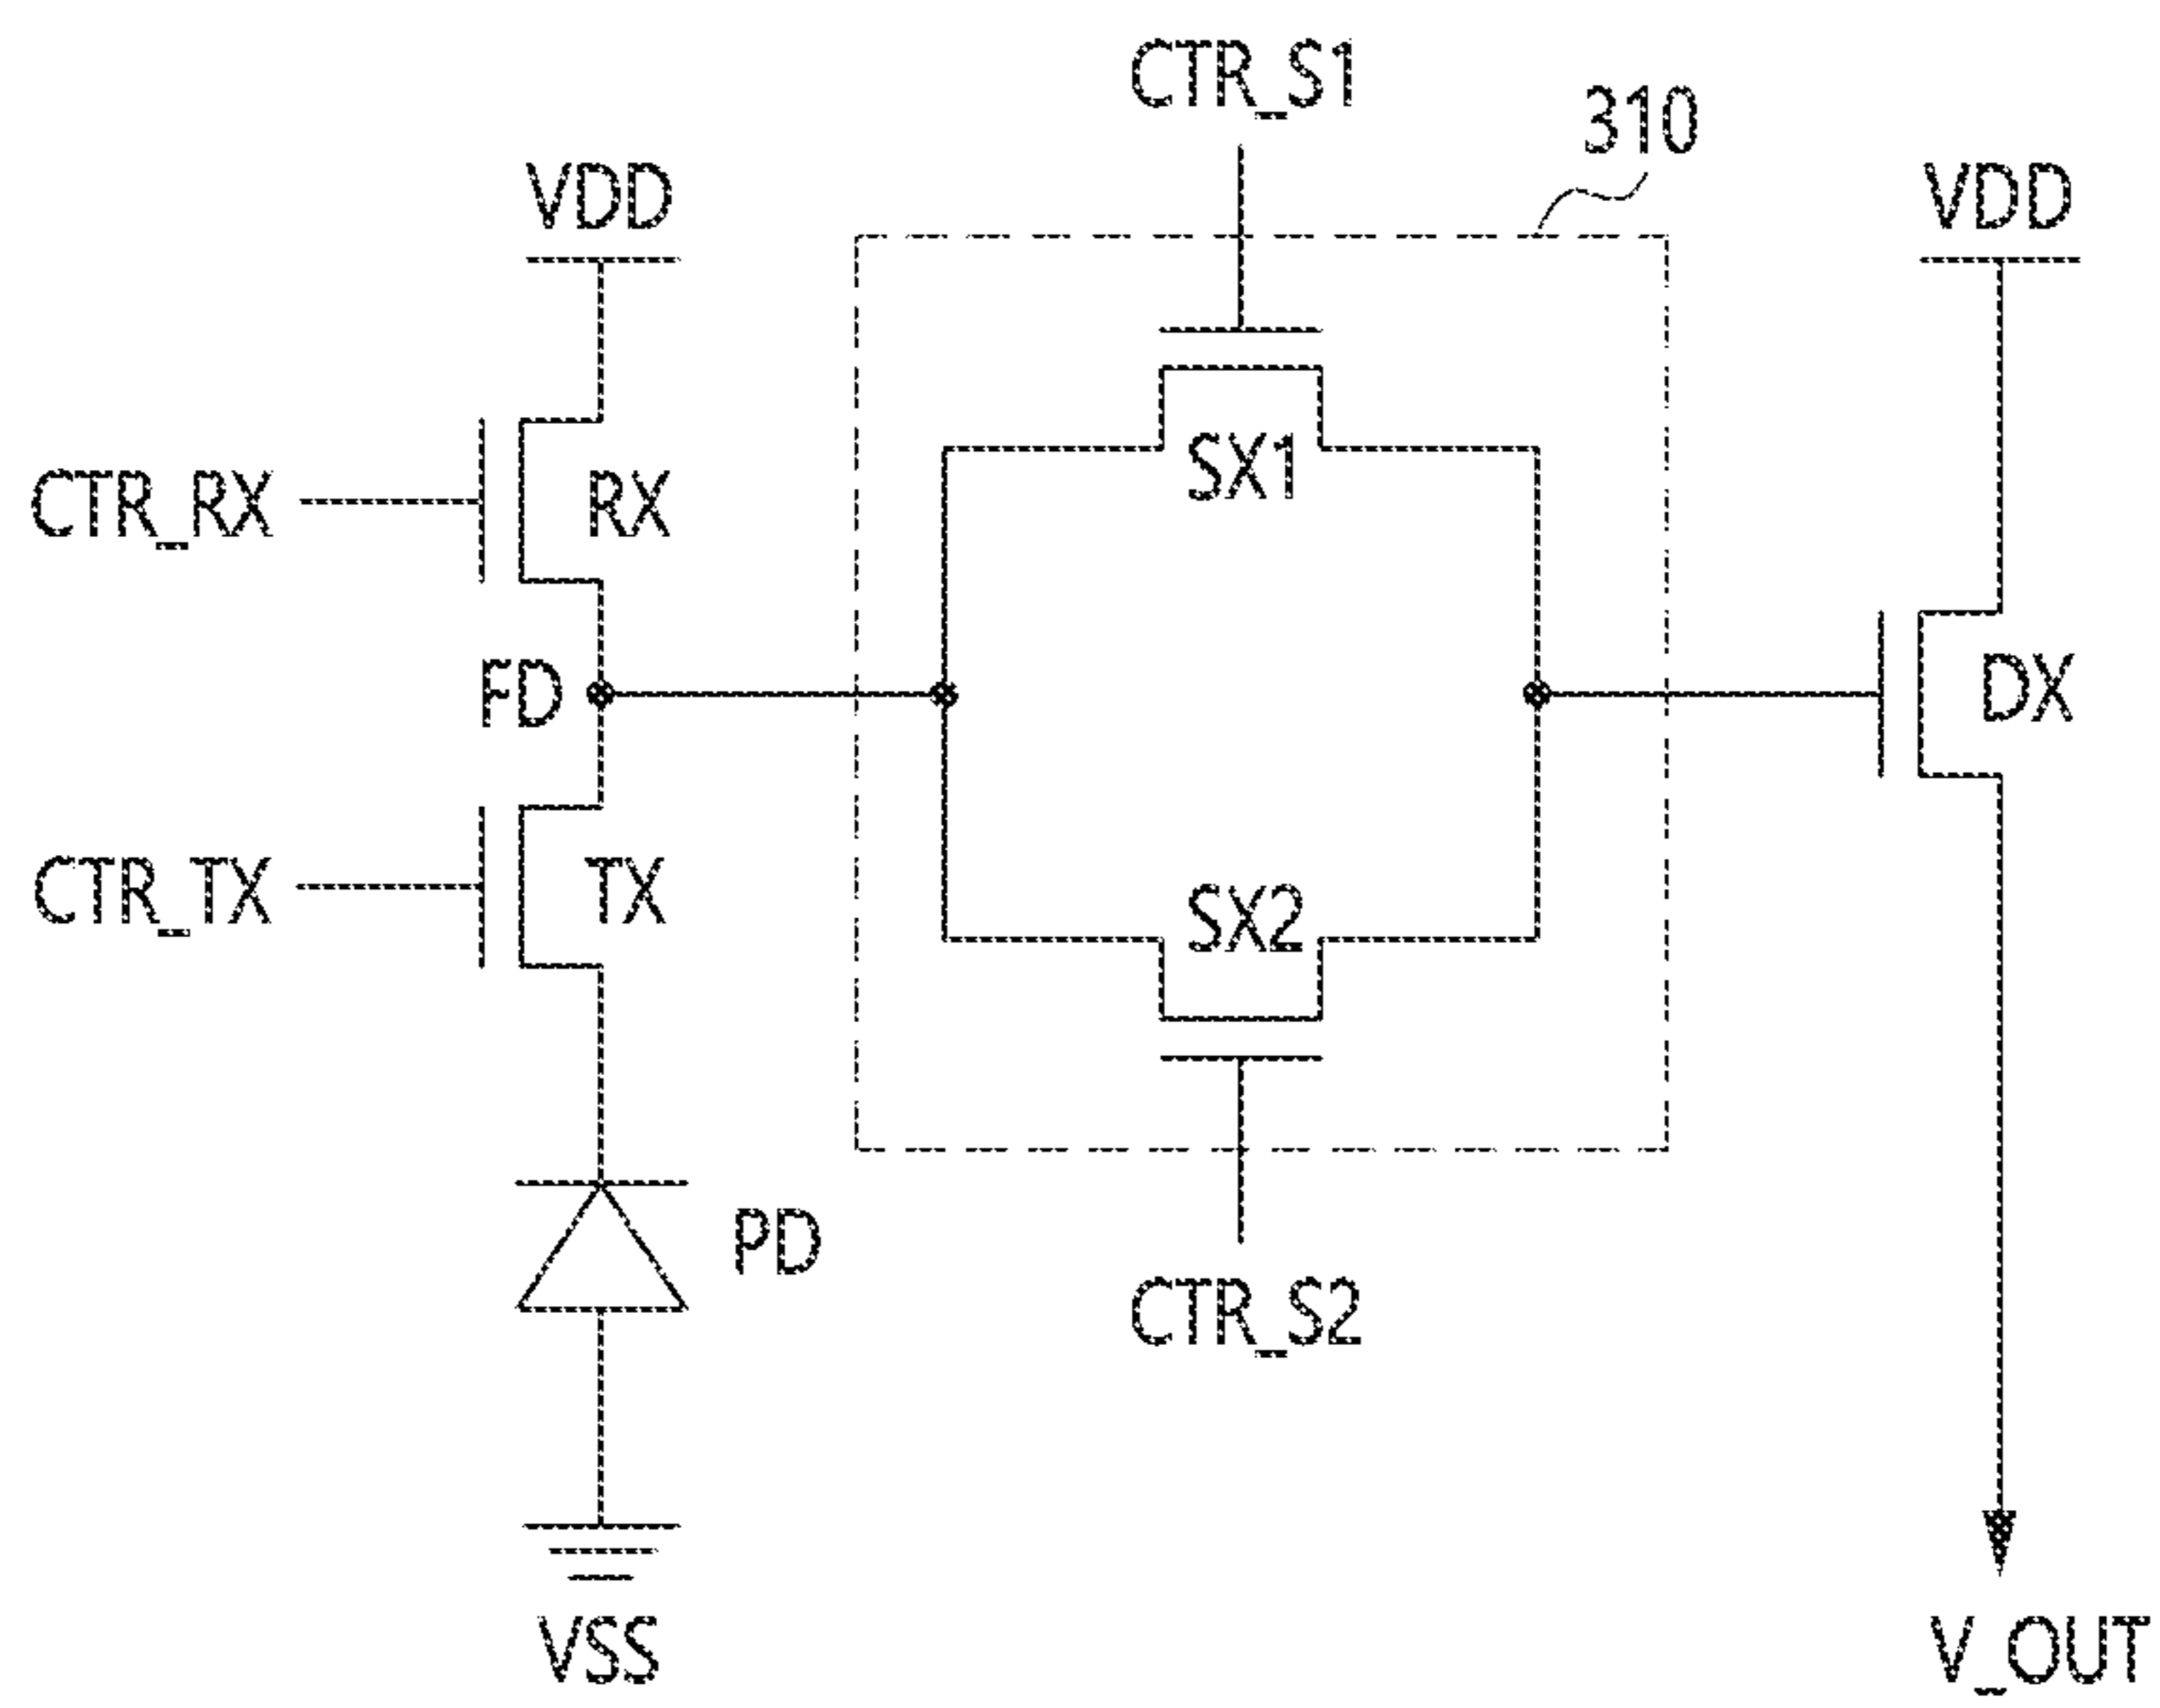 CTR_S1
310
VDD
VDD
CTR_RX
RX
SX1
FD
DX
CTR_TX
TX
SX2
PD
CTR_S2
VSS
V_OUT